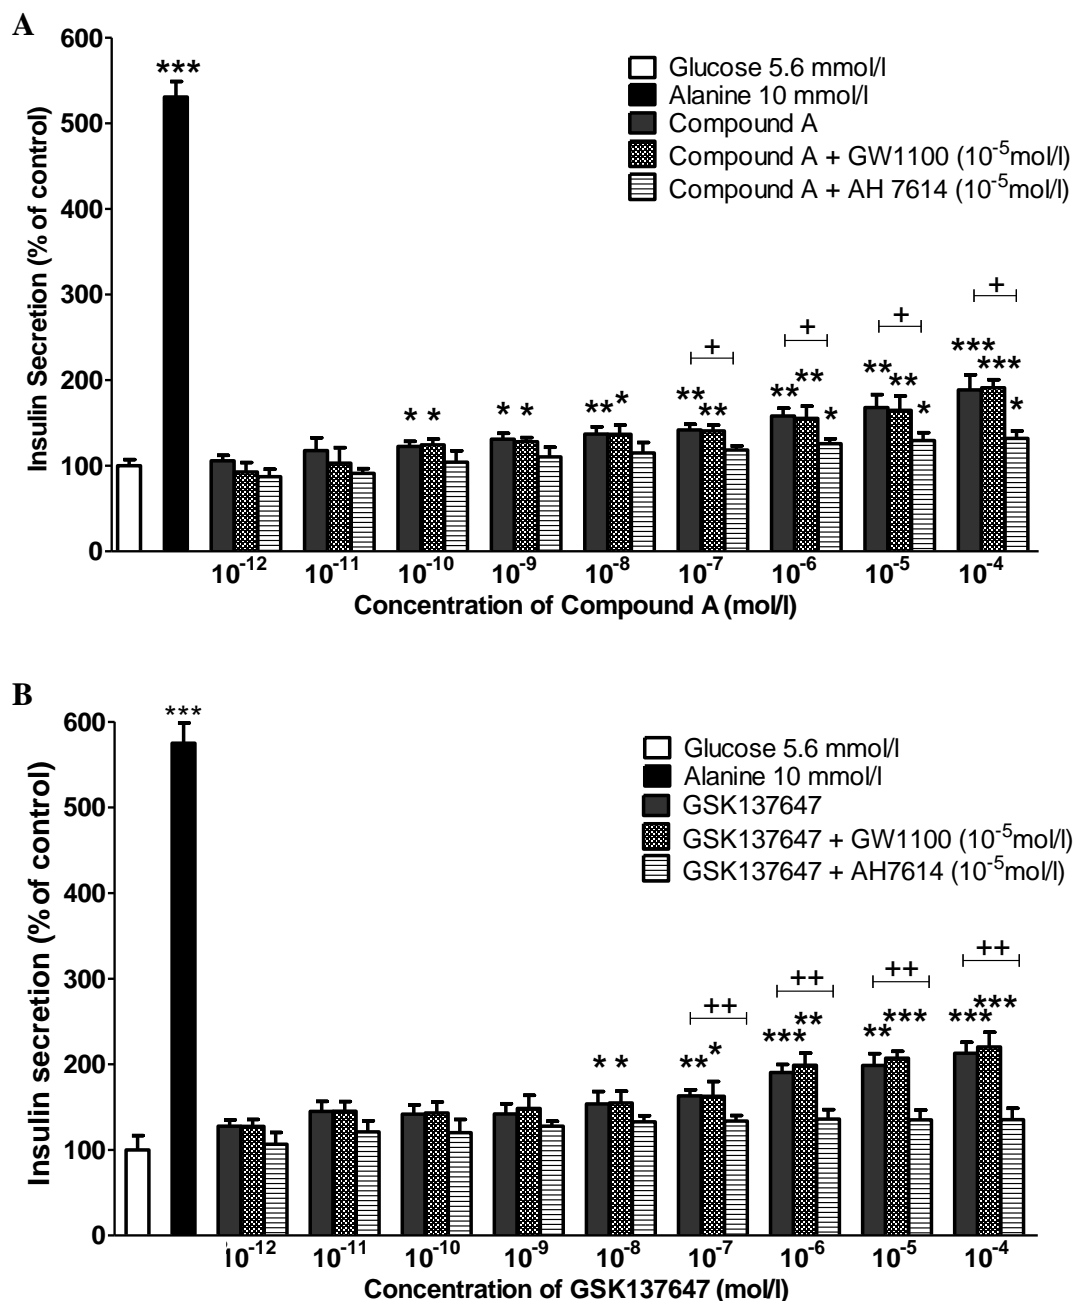 A
Insulin Secretion (% of control)
600
500
400
300
200
100
0
***
Glucose 5.6 mmol/l
Alanine 10 mmol/l
Compound A
Compound A + GW1100 (10⁻⁵mol/l)
Compound A + AH 7614 (10⁻⁵mol/l)
+ + + +
* * * * ** * ** ** ** ** * ** ** * *** *** *
10⁻¹² 10⁻¹¹ 10⁻¹⁰ 10⁻⁹ 10⁻⁸ 10⁻⁷ 10⁻⁶ 10⁻⁵ 10⁻⁴
Concentration of Compound A (mol/l)
B
Insulin secretion (% of control)
600
500
400
300
200
100
0
***
Glucose 5.6 mmol/l
Alanine 10 mmol/l
GSK137647
GSK137647 + GW1100 (10⁻⁵mol/l)
GSK137647 + AH7614 (10⁻⁵mol/l)
++ ++ ++ ++
* * ** * *** ** ** *** *** ***
10⁻¹² 10⁻¹¹ 10⁻¹⁰ 10⁻⁹ 10⁻⁸ 10⁻⁷ 10⁻⁶ 10⁻⁵ 10⁻⁴
Concentration of GSK137647 (mol/l)